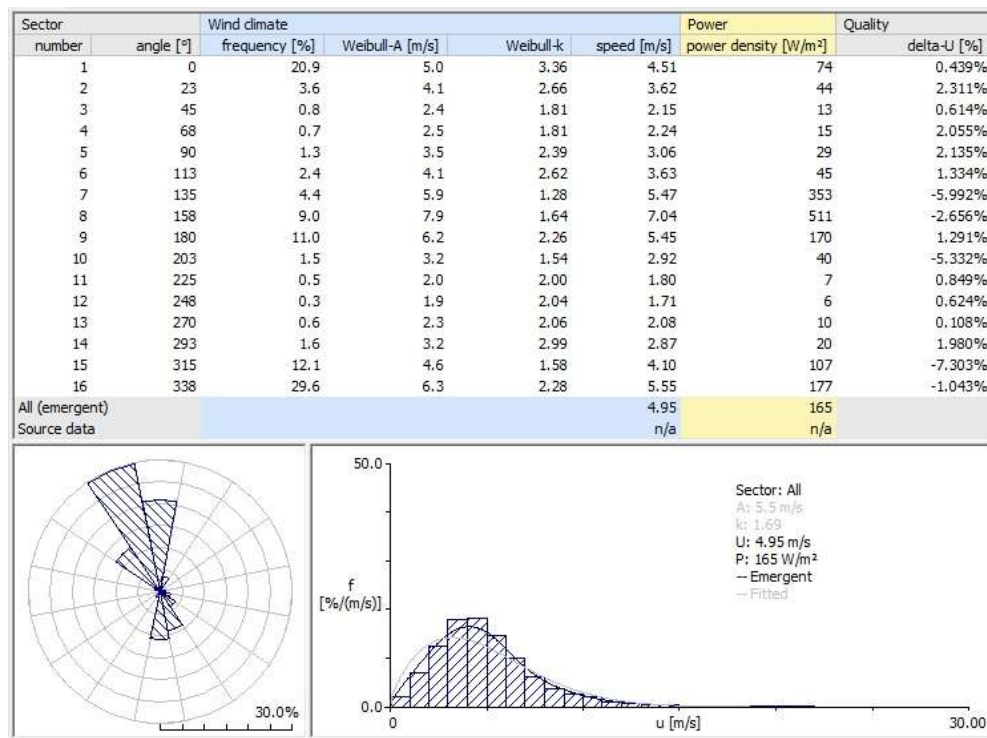 Sector Wind climate Power Quality
number angle [°] frequency [%] Weibull-A [m/s] Weibull-k speed [m/s] power density [W/m²] delta-U [%]
1 0 20.9 5.0 3.36 4.51 74 0.439%
2 23 3.6 4.1 2.66 3.62 44 2.311%
3 45 0.8 2.4 1.81 2.15 13 0.614%
4 68 0.7 2.5 1.81 2.24 15 2.055%
5 90 1.3 3.5 2.39 3.06 29 2.135%
6 113 2.4 4.1 2.62 3.63 45 1.334%
7 135 4.4 5.9 1.28 5.47 353 -5.992%
8 158 9.0 7.9 1.64 7.04 511 -2.656%
9 180 11.0 6.2 2.26 5.45 170 1.291%
10 203 1.5 3.2 1.54 2.92 40 -5.332%
11 225 0.5 2.0 2.00 1.80 7 0.849%
12 248 0.3 1.9 2.04 1.71 6 0.624%
13 270 0.6 2.3 2.06 2.08 10 0.108%
14 293 1.6 3.2 2.99 2.87 20 1.980%
15 315 12.1 4.6 1.58 4.10 107 -7.303%
16 338 29.6 6.3 2.28 5.55 177 -1.043%
All (emergent) 4.95 165
Source data n/a n/a
30.0%
50.0
f
[%/(m/s)]
0.0
0
u [m/s]
30.00
Sector: All
A: 5.5 m/s
k: 1.69
U: 4.95 m/s
P: 165 W/m²
-- Emergent
-- Fitted